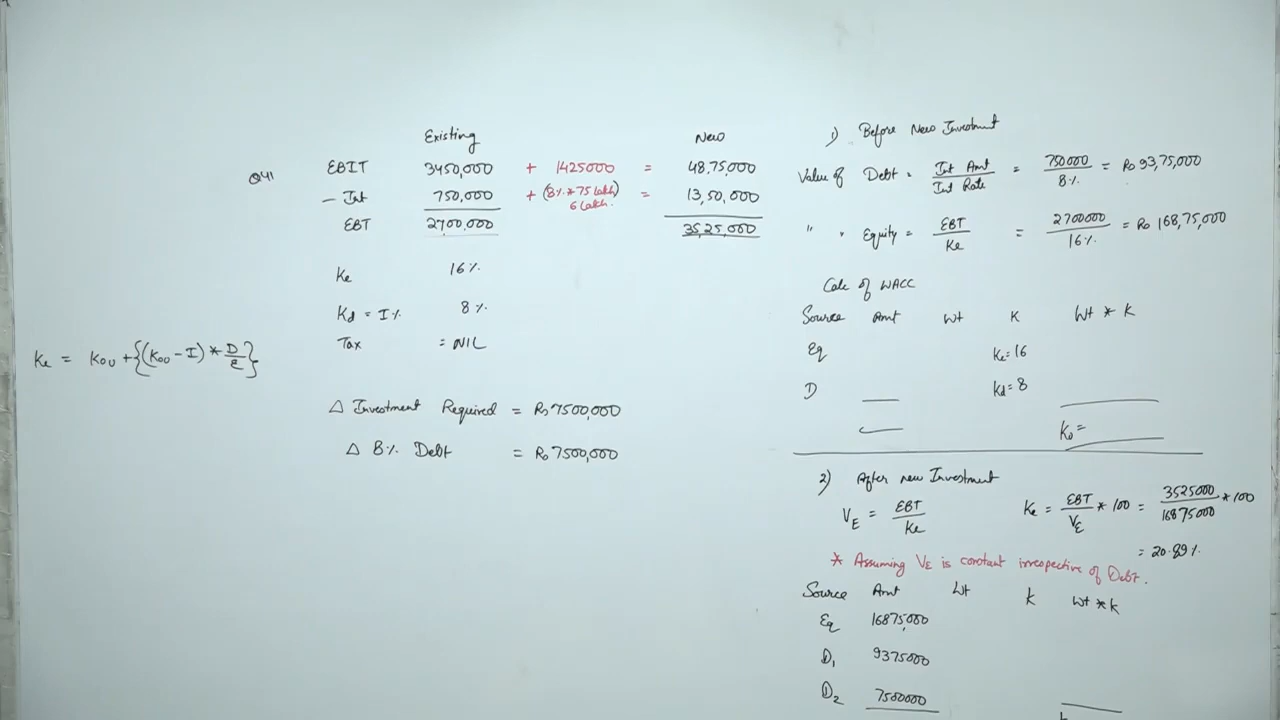 Existing New
Q41 EBIT 3450,000 + 1425000 = 48,75000
- Int 750,000 + (8% * 75 lakh) = 13,50,000
6 lakh.
EBT 2700,000 35,25,000
Ke 16%
Kd = I% 8%
Tax = NIL
Ke = Kou + {(Kou - I) * D/E}
Δ Investment Required = Rs 7500,000
Δ 8% Debt = Rs 7500,000
1) Before New Investment
Value of Debt = Int Amt / Int Rate = 750000 / 8% = Rs 93,75,000
" " Equity = EBT / Ke = 2700000 / 16% = Rs 168,75,000
Calc of WACC
Source Amt Wt K Wt * K
Eq Ke = 16
D Kd = 8
Ko =
2) After new Investment
VE = EBT / Ke
Ke = EBT / VE * 100 = 3525000 / 16875000 * 100
= 20.89%
* Assuming VE is constant irrespective of Debt.
Source Amt Wt k Wt * k
Eq 16875,000
D1 9375000
D2 7500000